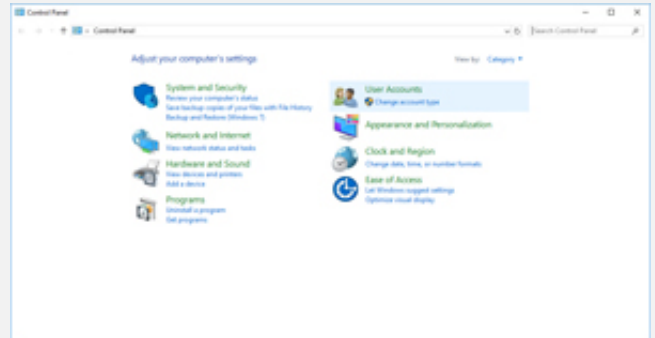 Control Panel
Control Panel
Search Control Panel
Adjust your computer's settings
View by: Category
System and Security
Review your computer's status
Save backup copies of your files with File History
Backup and Restore (Windows 7)
Network and Internet
View network status and tasks
Hardware and Sound
View devices and printers
Add a device
Programs
Uninstall a program
Get programs
User Accounts
Change account type
Appearance and Personalization
Clock and Region
Change date, time, or number formats
Ease of Access
Let Windows suggest settings
Optimize visual display